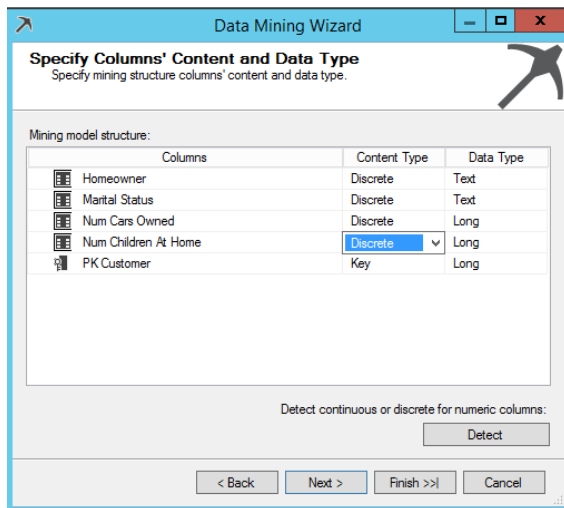 Data Mining Wizard
Specify Columns' Content and Data Type
Specify mining structure columns' content and data type.
Mining model structure:
Columns Content Type Data Type
Homeowner Discrete Text
Marital Status Discrete Text
Num Cars Owned Discrete Long
Num Children At Home Discrete Long
PK Customer Key Long
Detect continuous or discrete for numeric columns:
Detect
< Back Next > Finish >>| Cancel